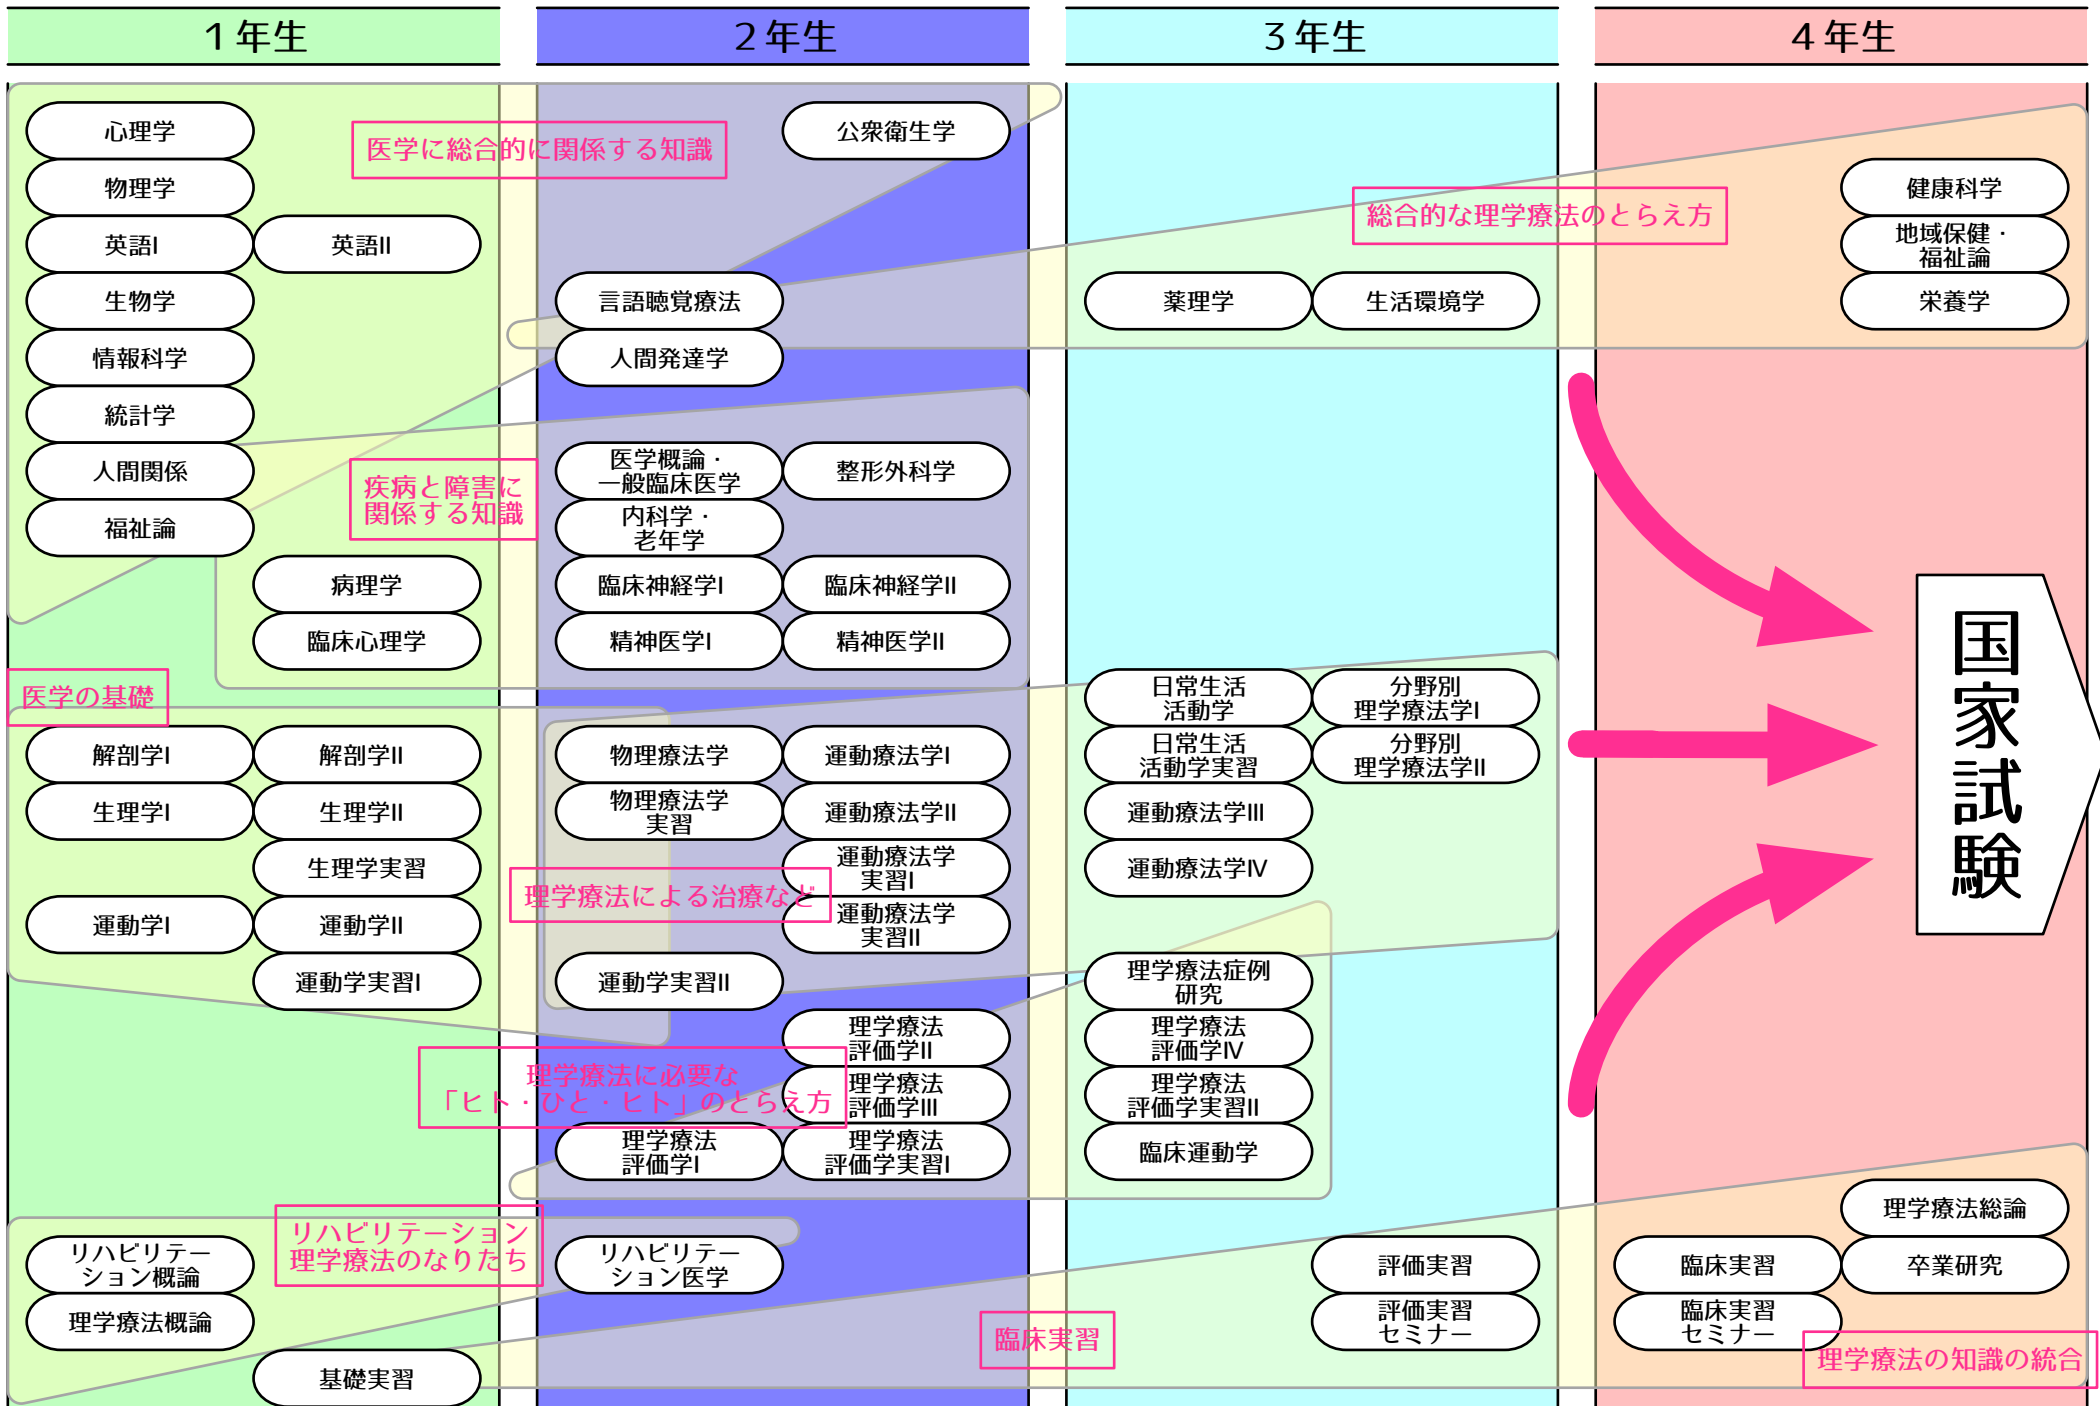 1年生
2年生
3年生
4年生
医学に総合的に関係する知識
心理学
物理学
英語I
英語II
生物学
情報科学
統計学
人間関係
福祉論
公衆衛生学
言語聴覚療法
人間発達学
総合的な理学療法のとらえ方
薬理学
生活環境学
健康科学
地域保健・
福祉論
栄養学
疾病と障害に
関係する知識
病理学
臨床心理学
医学概論・
一般臨床医学
整形外科学
内科学・
老年学
臨床神経学I
臨床神経学II
精神医学I
精神医学II
医学の基礎
解剖学I
解剖学II
生理学I
生理学II
生理学実習
運動学I
運動学II
運動学実習I
運動学実習II
理学療法による治療など
物理療法学
運動療法学I
物理療法学
実習
運動療法学II
運動療法学
実習I
運動療法学
実習II
日常生活
活動学
分野別
理学療法学I
日常生活
活動学実習
分野別
理学療法学II
運動療法学III
運動療法学IV
理学療法に必要な
「ヒト・ひと・ヒト」のとらえ方
理学療法
評価学I
理学療法
評価学II
理学療法
評価学III
理学療法
評価学実習I
理学療法症例
研究
理学療法
評価学IV
理学療法
評価学実習II
臨床運動学
リハビリテーション
理学療法のなりたち
リハビリテー
ション概論
理学療法概論
リハビリテー
ション医学
臨床実習
基礎実習
評価実習
評価実習
セミナー
臨床実習
臨床実習
セミナー
理学療法総論
卒業研究
理学療法の知識の統合
国家試験